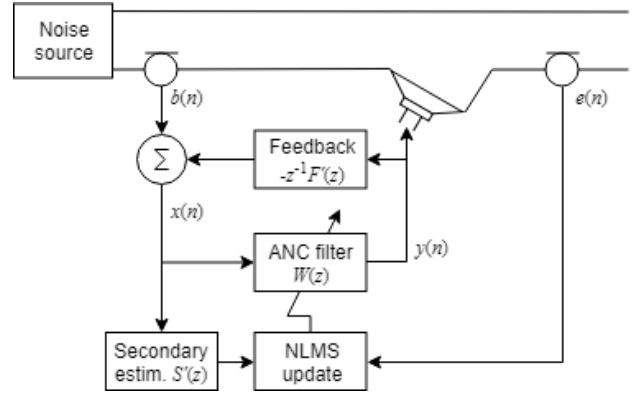 Noise
source
b(n)
e(n)
Σ
Feedback
-z⁻¹F'(z)
x(n)
ANC filter
W(z)
y(n)
Secondary
estim. S'(z)
NLMS
update